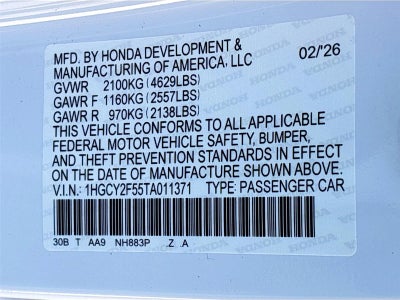 MFD. BY HONDA DEVELOPMENT &
MANUFACTURING OF AMERICA, LLC 02/'26
GVWR 2100KG (4629LBS)
GAWR F 1160KG (2557LBS)
GAWR R 970KG (2138LBS)
THIS VEHICLE CONFORMS TO ALL APPLICABLE
FEDERAL MOTOR VEHICLE SAFETY, BUMPER,
AND THEFT PREVENTION STANDARDS IN EFFECT
ON THE DATE OF MANUFACTURE SHOWN ABOVE.
V.I.N.: 1HGCY2F55TA011371 TYPE: PASSENGER CAR
30B T AA9 NH883P Z A